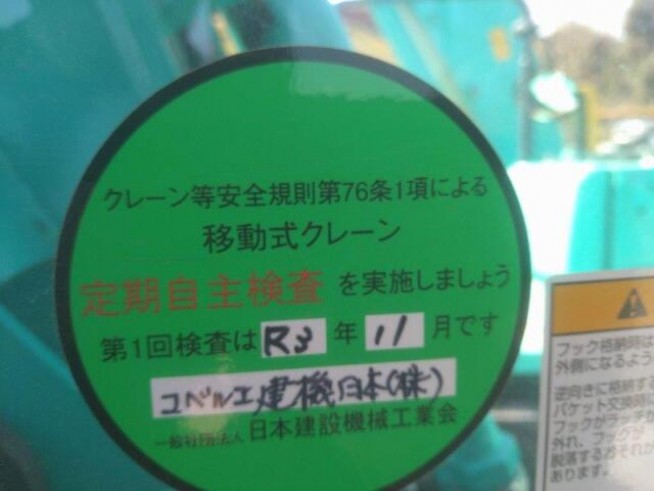 クレーン等安全規則第76条1項による
移動式クレーン
定期自主検査を実施しましょう
第1回検査はR3年11月です
コベルコ建機日本(株)
一般社団法人日本建設機械工業会
フック格納時は
外側になるよう
逆向きに格納する
バケット交換時に
フックがラッチが
外れ、フックが
脱落するおそれが
あります。